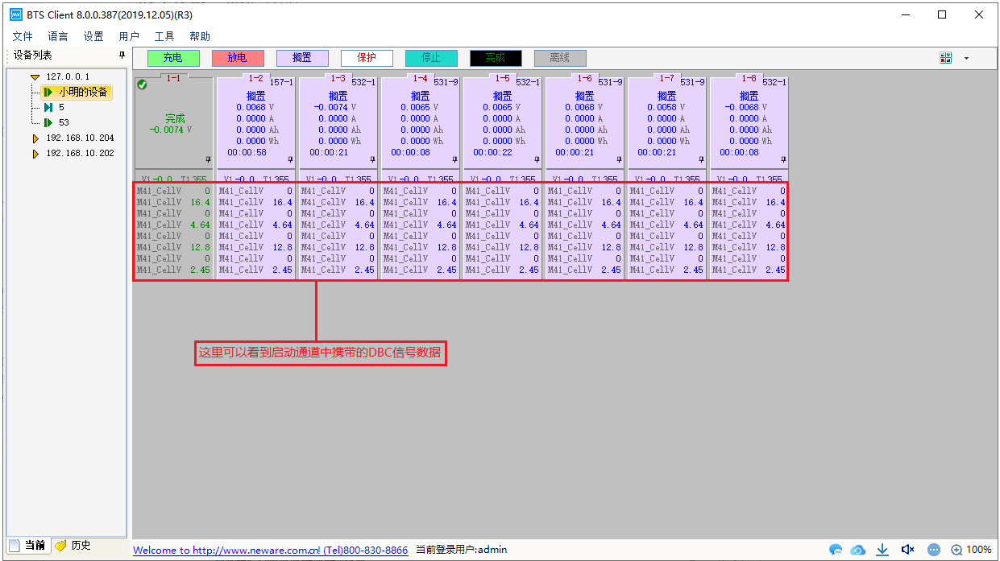 BTS Client 8.0.0.387(2019.12.05)(R3)
文件 语言 设置 用户 工具 帮助
设备列表
充电 放电 搁置 保护 停止 完成 离线
127.0.0.1
小明的设备
5
53
192.168.10.204
192.168.10.202
1-1 1-2 157-1 1-3 532-1 1-4 531-9 1-5 532-1 1-6 531-9 1-7 531-9 1-8 532-1
搁置 搁置 搁置 搁置 搁置 搁置 搁置
0.0068 V -0.0074 V 0.0065 V 0.0065 V 0.0068 V 0.0058 V -0.0068 V
完成 0.0000 A 0.0000 A 0.0000 A 0.0000 A 0.0000 A 0.0000 A 0.0000 A
-0.0074 V 0.0000 Ah 0.0000 Ah 0.0000 Ah 0.0000 Ah 0.0000 Ah 0.0000 Ah 0.0000 Ah
0.0000 Wh 0.0000 Wh 0.0000 Wh 0.0000 Wh 0.0000 Wh 0.0000 Wh 0.0000 Wh
00:00:58 00:00:21 00:00:08 00:00:22 00:00:21 00:00:21 00:00:08
V1-0.0 T1355 V1-0.0 T1355 V1-0.0 T1355 V1-0.0 T1355 V1-0.0 T1355 V1-0.0 T1355 V1-0.0 T1355 V1-0.0 T1355
M41_CellV 0 M41_CellV 0 M41_CellV 0 M41_CellV 0 M41_CellV 0 M41_CellV 0 M41_CellV 0 M41_CellV 0
M41_CellV 16.4 M41_CellV 16.4 M41_CellV 16.4 M41_CellV 16.4 M41_CellV 16.4 M41_CellV 16.4 M41_CellV 16.4 M41_CellV 16.4
M41_CellV 0 M41_CellV 0 M41_CellV 0 M41_CellV 0 M41_CellV 0 M41_CellV 0 M41_CellV 0 M41_CellV 0
M41_CellV 4.64 M41_CellV 4.64 M41_CellV 4.64 M41_CellV 4.64 M41_CellV 4.64 M41_CellV 4.64 M41_CellV 4.64 M41_CellV 4.64
M41_CellV 0 M41_CellV 0 M41_CellV 0 M41_CellV 0 M41_CellV 0 M41_CellV 0 M41_CellV 0 M41_CellV 0
M41_CellV 12.8 M41_CellV 12.8 M41_CellV 12.8 M41_CellV 12.8 M41_CellV 12.8 M41_CellV 12.8 M41_CellV 12.8 M41_CellV 12.8
M41_CellV 0 M41_CellV 0 M41_CellV 0 M41_CellV 0 M41_CellV 0 M41_CellV 0 M41_CellV 0 M41_CellV 0
M41_CellV 2.45 M41_CellV 2.45 M41_CellV 2.45 M41_CellV 2.45 M41_CellV 2.45 M41_CellV 2.45 M41_CellV 2.45 M41_CellV 2.45
这里可以看到启动通道中携带的DBC信号数据
当前 历史
Welcome to http://www.neware.com.cn! (Tel)800-830-8866 当前登录用户:admin 100%